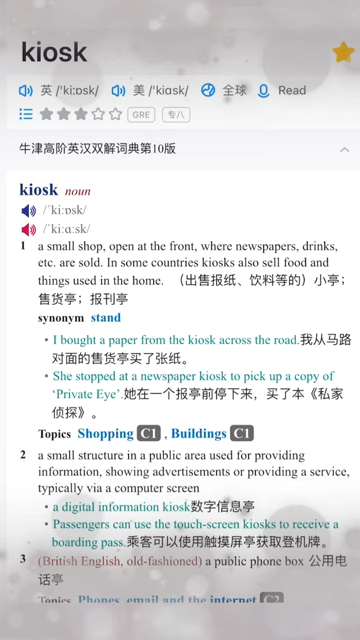 kiosk
英 /'kiːɒsk/ 美 /'kiɑsk/ 全球 Read
GRE 专八
牛津高阶英汉双解词典第10版
kiosk noun
/ˈkiːɒsk/
/ˈkiːɑːsk/
1 a small shop, open at the front, where newspapers, drinks,
etc. are sold. In some countries kiosks also sell food and
things used in the home. （出售报纸、饮料等的）小亭；
售货亭；报刊亭
synonym stand
• I bought a paper from the kiosk across the road.我从马路
对面的售货亭买了张纸。
• She stopped at a newspaper kiosk to pick up a copy of
‘Private Eye’.她在一个报亭前停下来，买了本《私家
侦探》。
Topics Shopping C1 , Buildings C1
2 a small structure in a public area used for providing
information, showing advertisements or providing a service,
typically via a computer screen
• a digital information kiosk数字信息亭
• Passengers can use the touch-screen kiosks to receive a
boarding pass.乘客可以使用触摸屏亭获取登机牌。
3 (British English, old-fashioned) a public phone box 公用电
话亭
Topics Phones, email and the internet C2